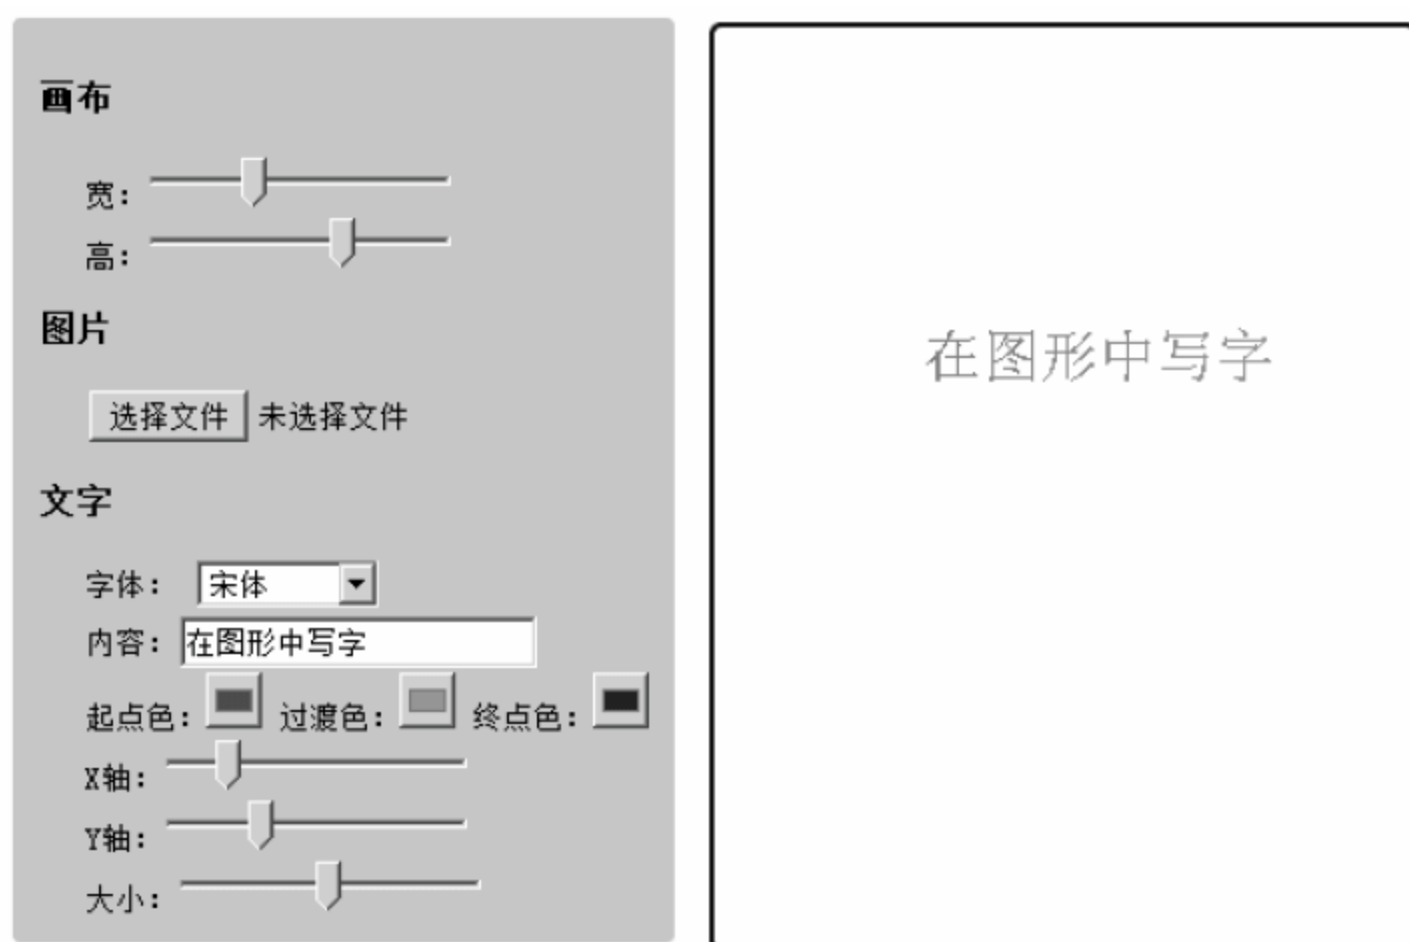 画布
宽：
高：
图片
选择文件 未选择文件
文字
字体： 宋体
内容： 在图形中写字
起点色： 过渡色： 终点色：
X轴：
Y轴：
大小：
在图形中写字